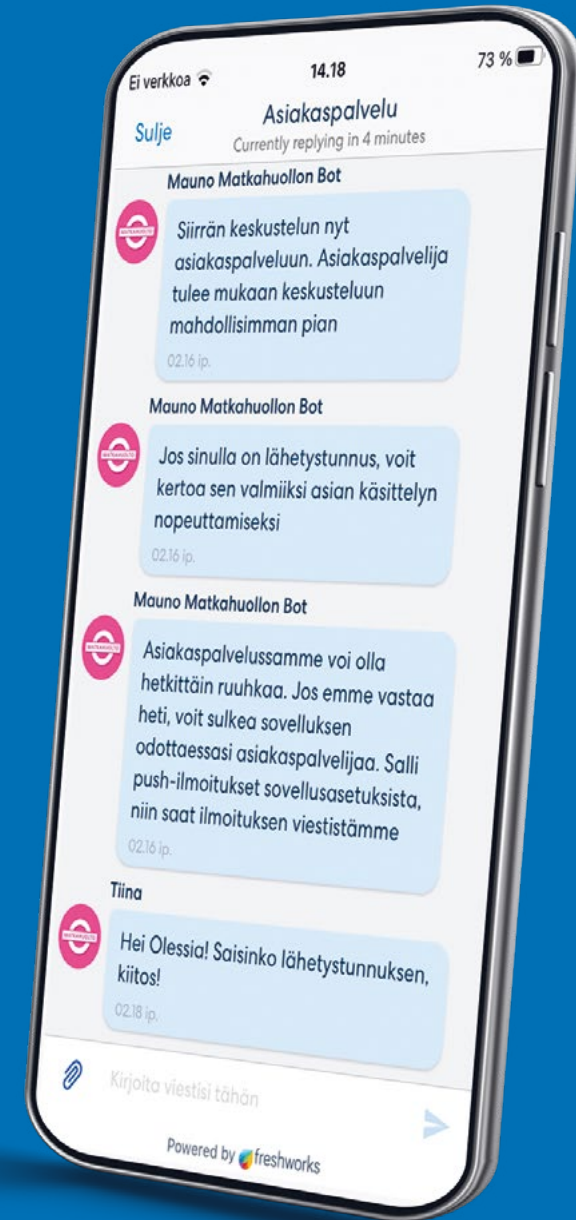 Ei verkkoa
14.18
73 %
Sulje
Asiakaspalvelu
Currently replying in 4 minutes
Mauno Matkahuollon Bot
MATKAHUOLTO
Siirrän keskustelun nyt
asiakaspalveluun. Asiakaspalvelija
tulee mukaan keskusteluun
mahdollisimman pian
02.16 ip.
Mauno Matkahuollon Bot
MATKAHUOLTO
Jos sinulla on lähetystunnus, voit
kertoa sen valmiiksi asian käsittelyn
nopeuttamiseksi
02.16 ip.
Mauno Matkahuollon Bot
MATKAHUOLTO
Asiakaspalvelussamme voi olla
hetkittäin ruuhkaa. Jos emme vastaa
heti, voit sulkea sovelluksen
odottaessasi asiakaspalvelijaa. Salli
push-ilmoitukset sovellusasetuksista,
niin saat ilmoituksen viestistämme
02.16 ip.
Tiina
MATKAHUOLTO
Hei Olessia! Saisinko lähetystunnuksen,
kiitos!
02.18 ip.
Kirjoita viestisi tähän
Powered by freshworks